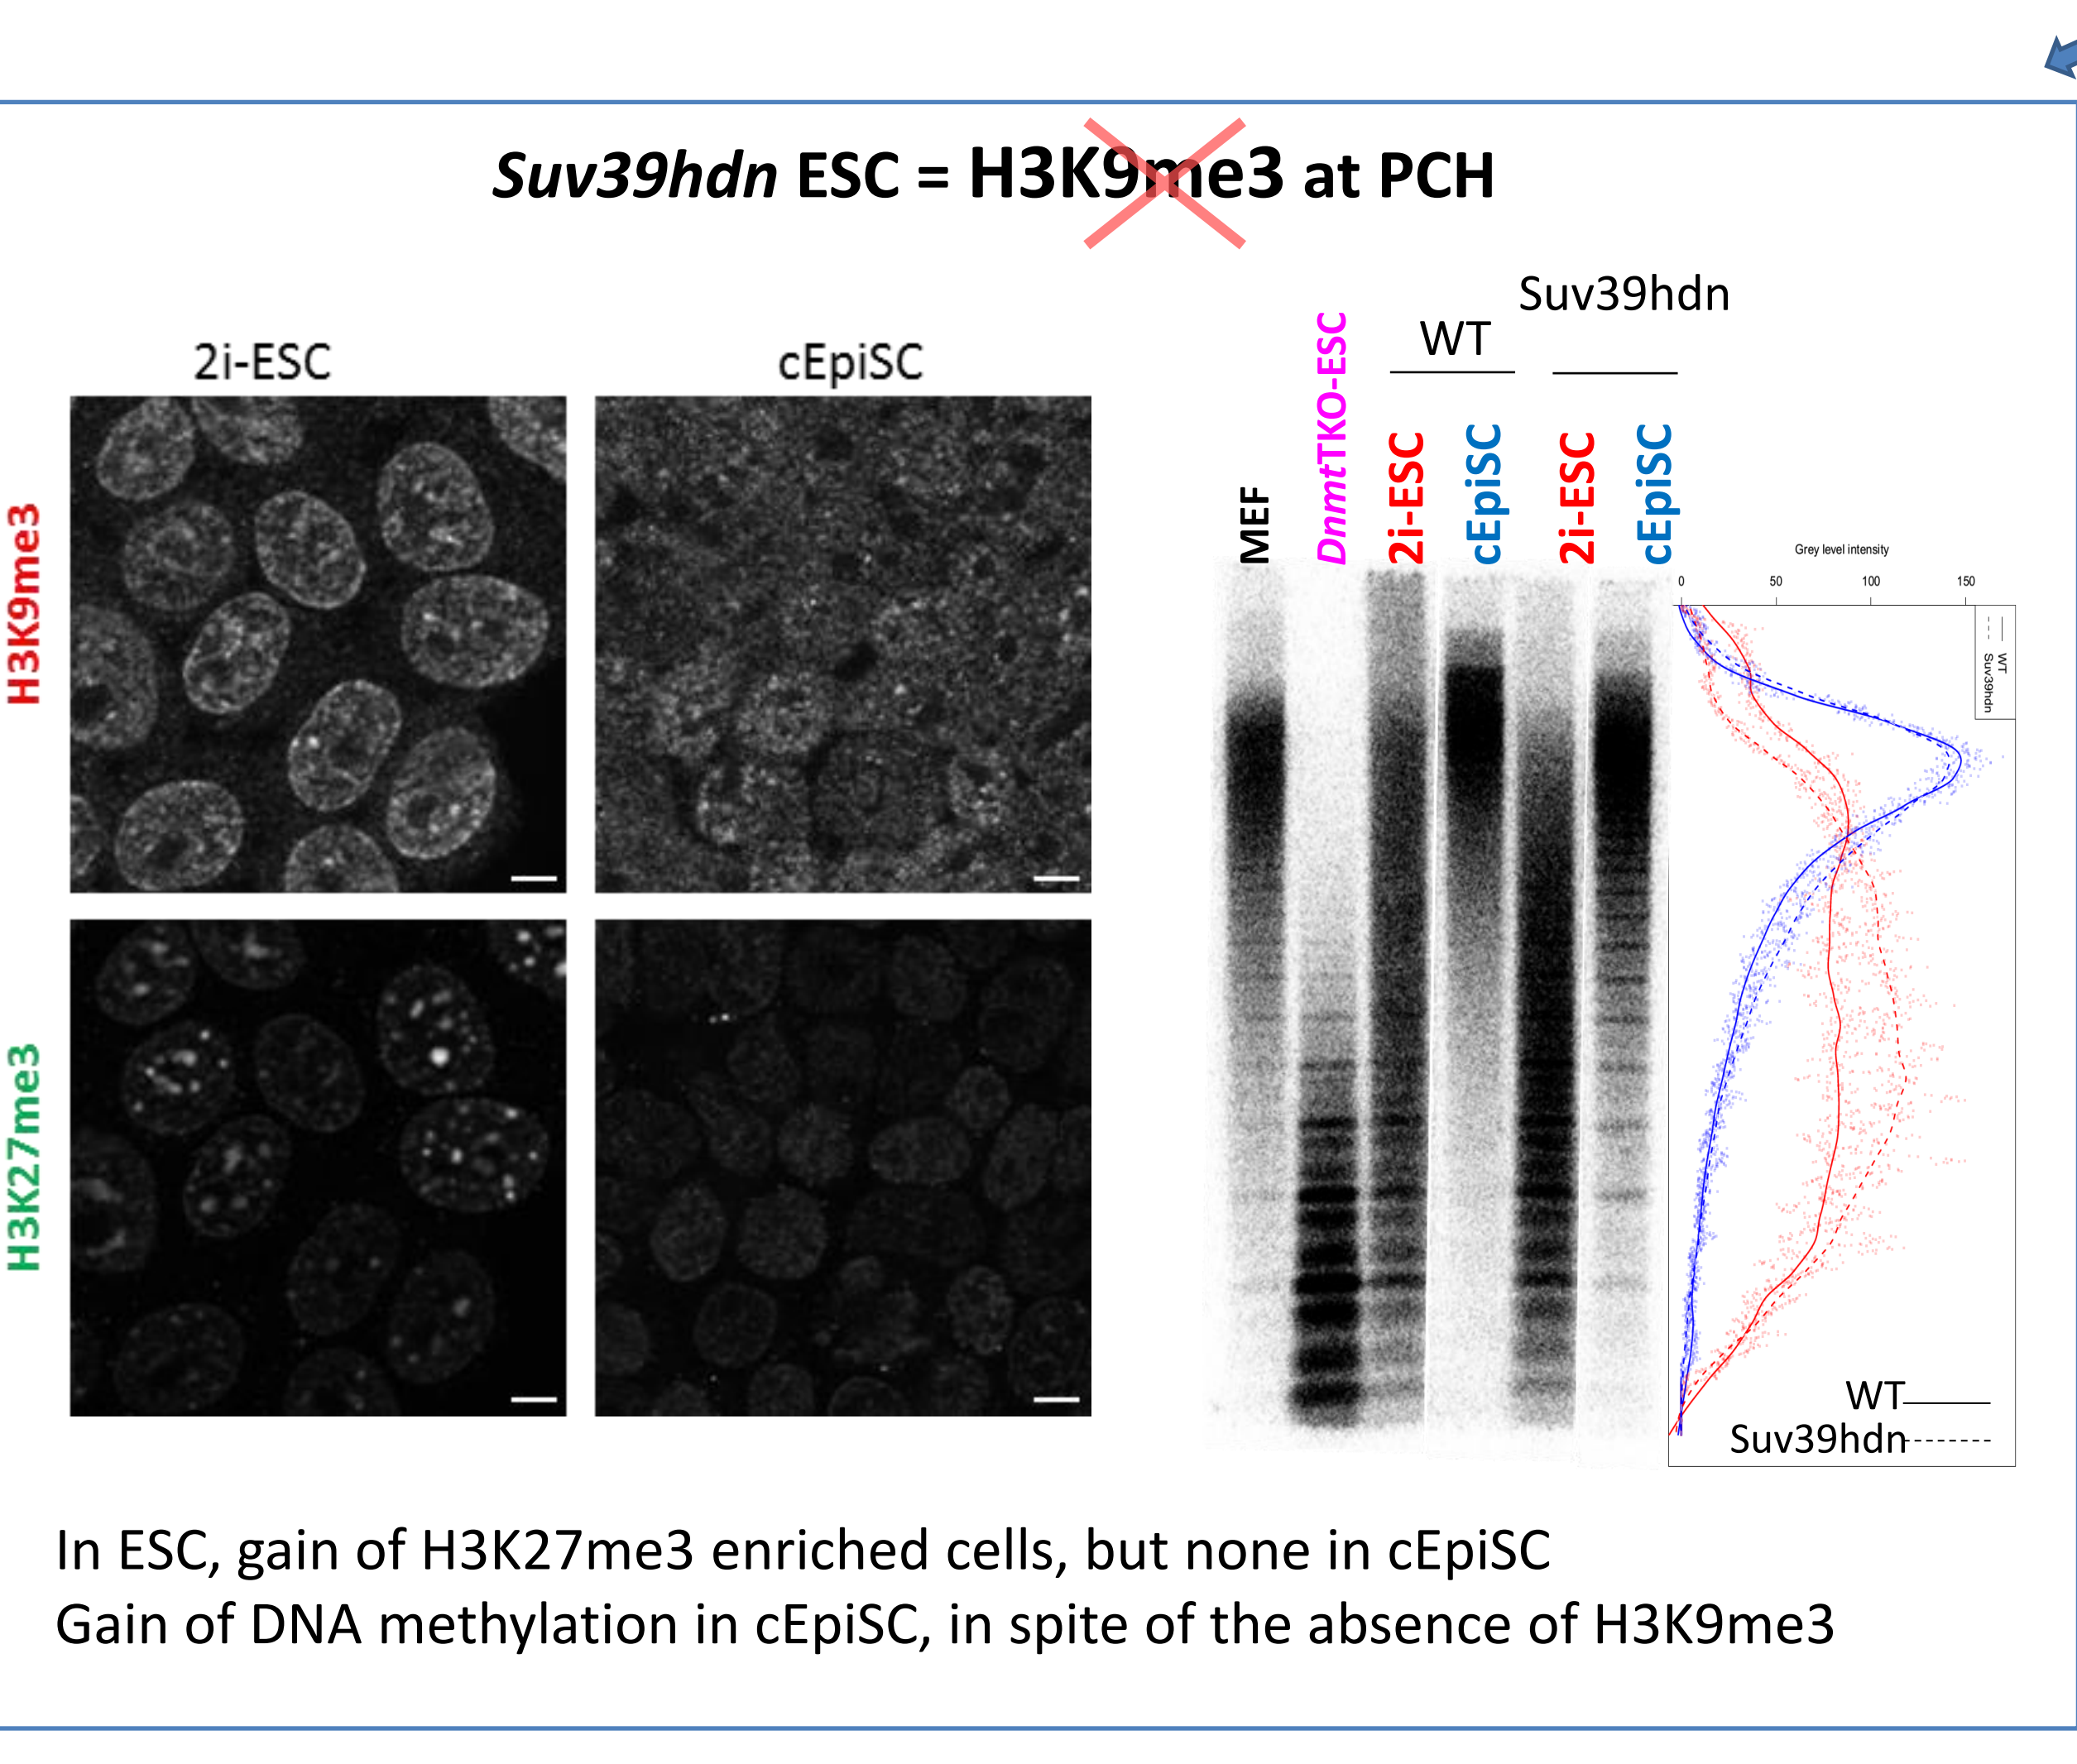 Suv39hdn ESC = H3K9me3 at PCH
2i-ESC
cEpiSC
H3K9me3
H3K27me3
Suv39hdn
WT
MEF
DnmtTKO-ESC
2i-ESC
cEpiSC
2i-ESC
cEpiSC
Grey level intensity
0 50 100 150
WT
Suv39hdn
WT
Suv39hdn
In ESC, gain of H3K27me3 enriched cells, but none in cEpiSC
Gain of DNA methylation in cEpiSC, in spite of the absence of H3K9me3